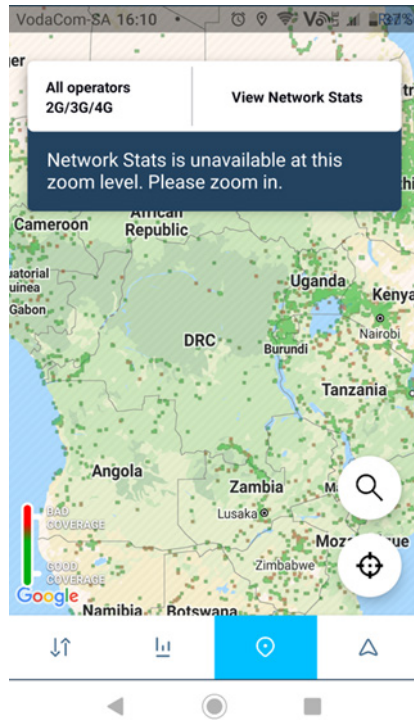 VodaCom-SA 16:10
37%
ger
All operators
2G/3G/4G
View Network Stats
Network Stats is unavailable at this
zoom level. Please zoom in.
African
Republic
Cameroon
Gabon
Uganda
Kenya
Nairobi
DRC
Burundi
Tanzania
Angola
Zambia
Lusaka
Zimbabwe
BAD
COVERAGE
GOOD
COVERAGE
Google
Namibia
Botswana